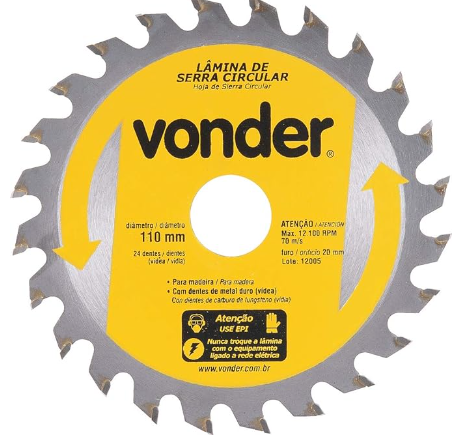 LÂMINA DE
SERRA CIRCULAR
Hoja de Sierra Circular
vonder®
diâmetro / diámetro
110 mm
24 dentes / dientes
(vídea / vidia)
ATENÇÃO / ATENCIÓN
Max. 12.100 RPM
70 m/s
furo / orificio 20 mm
Lote: 12005
• Para madeira / Para madera
• Com dentes de metal duro (vídea)
Con dientes de carburo de tungsteno (vidia)
Atenção
USE EPI
Nunca troque a lâmina
com o equipamento
ligado a rede elétrica
www.vonder.com.br